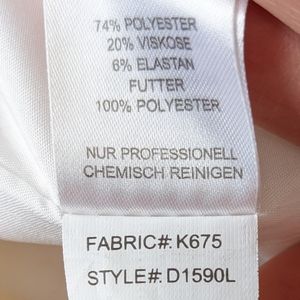 74% POLYESTER
20% VISKOSE
6% ELASTAN
FUTTER
100% POLYESTER
NUR PROFESSIONELL
CHEMISCH REINIGEN
FABRIC#: K675
STYLE#: D1590L